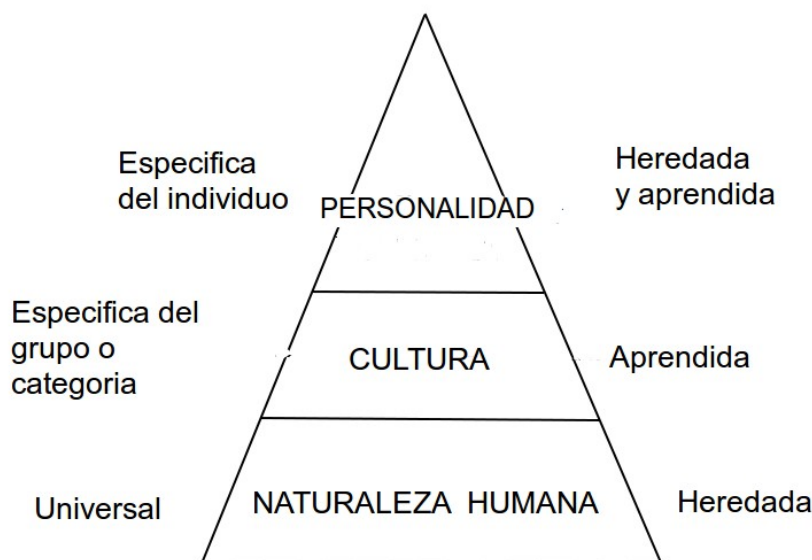 Especifica
del individuo
PERSONALIDAD
Heredada
y aprendida
Especifica del
grupo o
categoria
CULTURA
Aprendida
Universal
NATURALEZA HUMANA
Heredada